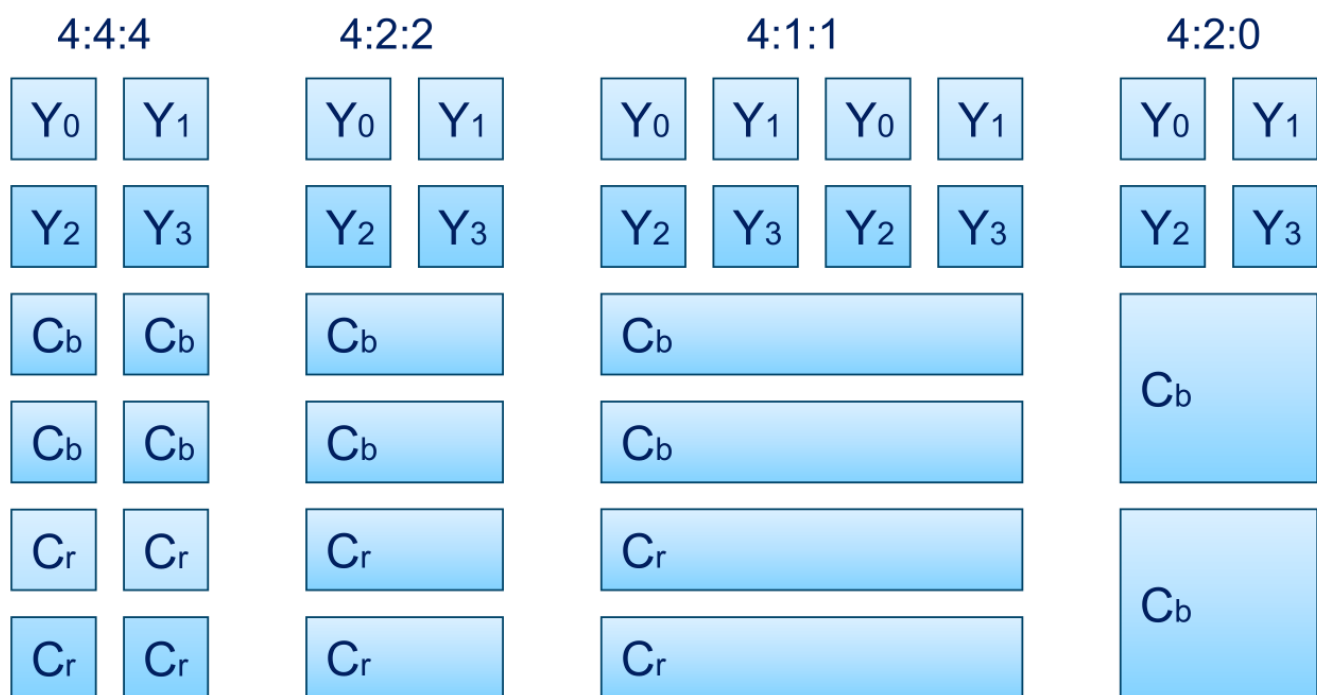 4:4:4 4:2:2 4:1:1 4:2:0
Y0 Y1 Y0 Y1 Y0 Y1 Y0 Y1 Y0 Y1
Y2 Y3 Y2 Y3 Y2 Y3 Y2 Y3 Y2 Y3
Cb Cb Cb Cb
Cb
Cb Cb Cb Cb
Cr Cr Cr Cr
Cb
Cr Cr Cr Cr